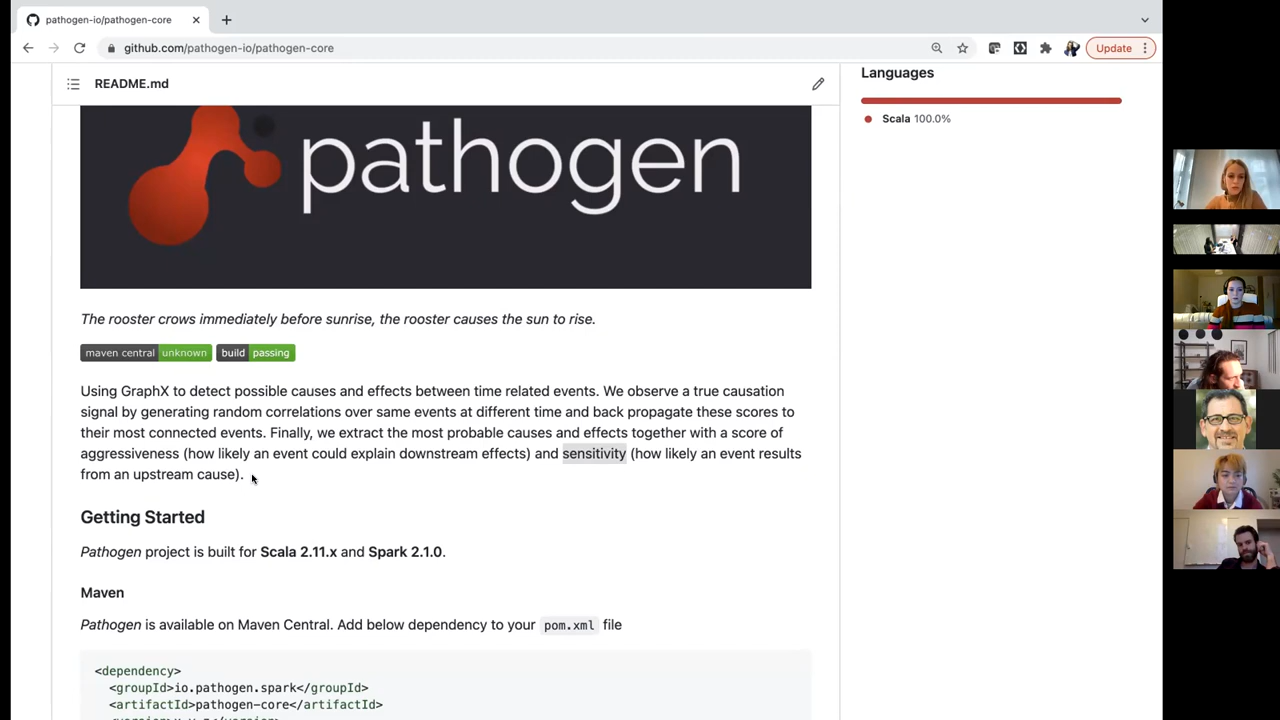 pathogen-io/pathogen-core
github.com/pathogen-io/pathogen-core
Update
README.md
Languages
Scala 100.0%
pathogen
The rooster crows immediately before sunrise, the rooster causes the sun to rise.
maven central unknown build passing
Using GraphX to detect possible causes and effects between time related events. We observe a true causation
signal by generating random correlations over same events at different time and back propagate these scores to
their most connected events. Finally, we extract the most probable causes and effects together with a score of
aggressiveness (how likely an event could explain downstream effects) and sensitivity (how likely an event results
from an upstream cause).
Getting Started
Pathogen project is built for Scala 2.11.x and Spark 2.1.0.
Maven
Pathogen is available on Maven Central. Add below dependency to your pom.xml file
<dependency>
<groupId>io.pathogen.spark</groupId>
<artifactId>pathogen-core</artifactId>